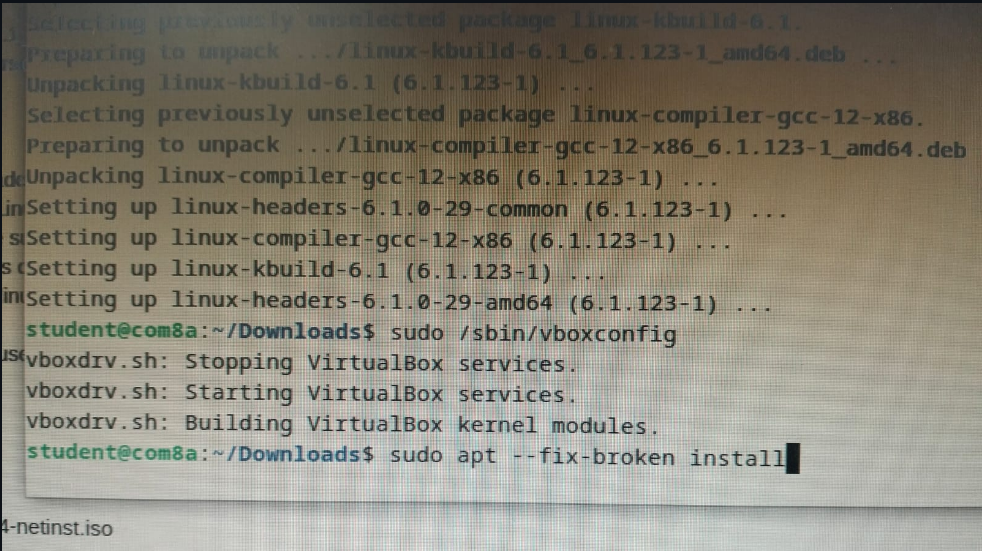 Selecting previously unselected package linux-kbuild-6.1.
Preparing to unpack .../linux-kbuild-6.1_6.1.123-1_amd64.deb ...
Unpacking linux-kbuild-6.1 (6.1.123-1) ...
Selecting previously unselected package linux-compiler-gcc-12-x86.
Preparing to unpack .../linux-compiler-gcc-12-x86_6.1.123-1_amd64.deb
Unpacking linux-compiler-gcc-12-x86 (6.1.123-1) ...
Setting up linux-headers-6.1.0-29-common (6.1.123-1) ...
Setting up linux-compiler-gcc-12-x86 (6.1.123-1) ...
Setting up linux-kbuild-6.1 (6.1.123-1) ...
Setting up linux-headers-6.1.0-29-amd64 (6.1.123-1) ...
student@com8a:~/Downloads$ sudo /sbin/vboxconfig
vboxdrv.sh: Stopping VirtualBox services.
vboxdrv.sh: Starting VirtualBox services.
vboxdrv.sh: Building VirtualBox kernel modules.
student@com8a:~/Downloads$ sudo apt --fix-broken install
4-netinst.iso